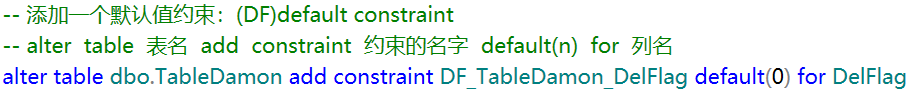 -- 添加一个默认值约束：(DF)default constraint
-- alter  table  表名  add  constraint  约束的名字  default(n)  for  列名
alter table dbo.TableDamon add constraint DF_TableDamon_DelFlag default(0) for DelFlag